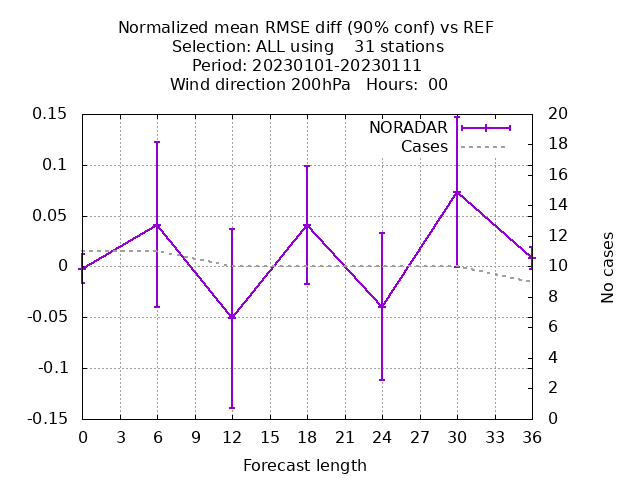 Normalized mean RMSE diff (90% conf) vs REF
Selection: ALL using    31 stations
Period: 20230101-20230111
Wind direction 200hPa   Hours:  00
NORADAR
Cases
0.15
0.1
0.05
0
-0.05
-0.1
-0.15
20
18
16
14
12
10
8
6
4
2
0
No cases
0 3 6 9 12 15 18 21 24 27 30 33 36
Forecast length